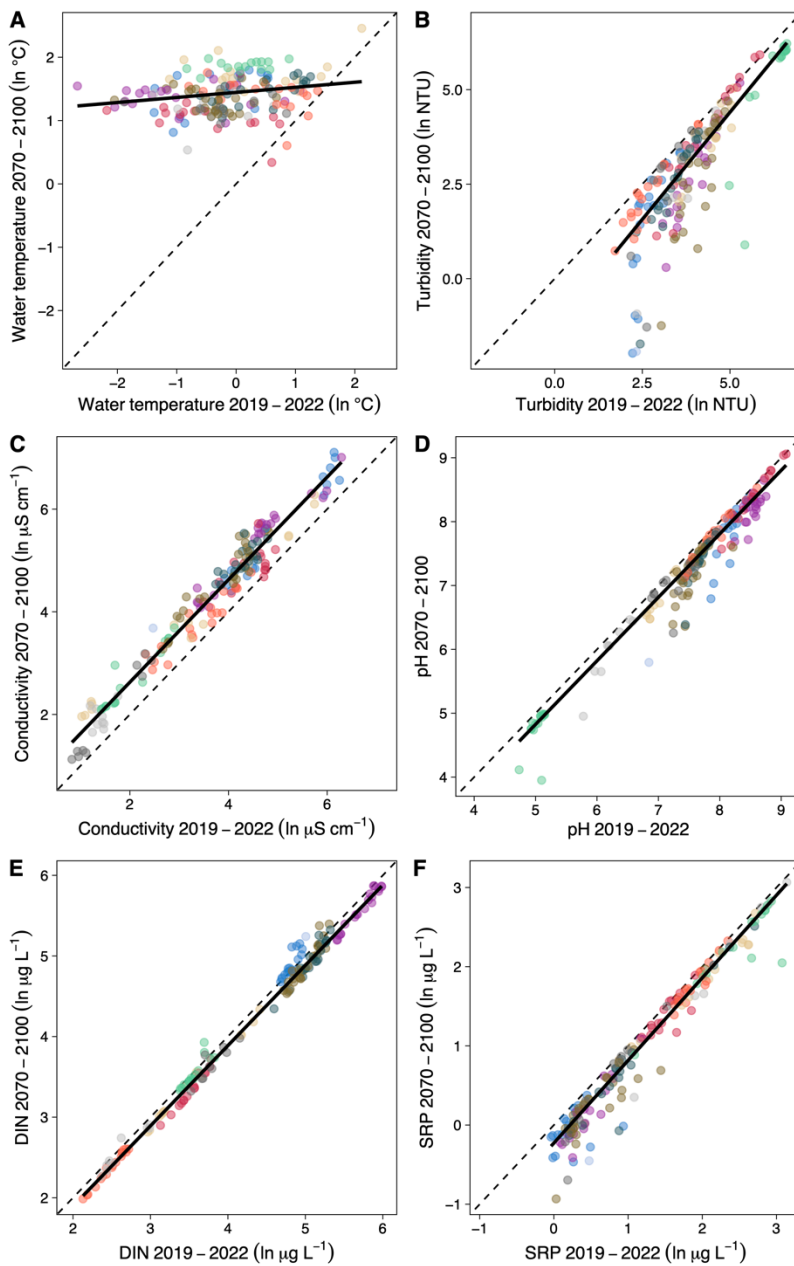 A
Water temperature 2070 – 2100 (ln °C)
2
1
0
−1
−2
−2 −1 0 1 2
Water temperature 2019 – 2022 (ln °C)
B
Turbidity 2070 – 2100 (ln NTU)
5.0
2.5
0.0
0.0 2.5 5.0
Turbidity 2019 – 2022 (ln NTU)
C
Conductivity 2070 – 2100 (ln μS cm⁻¹)
6
4
2
2 4 6
Conductivity 2019 – 2022 (ln μS cm⁻¹)
D
pH 2070 – 2100
9
8
7
6
5
4
4 5 6 7 8 9
pH 2019 – 2022
E
DIN 2070 – 2100 (ln μg L⁻¹)
6
5
4
3
2
2 3 4 5 6
DIN 2019 – 2022 (ln μg L⁻¹)
F
SRP 2070 – 2100 (ln μg L⁻¹)
3
2
1
0
−1
−1 0 1 2 3
SRP 2019 – 2022 (ln μg L⁻¹)